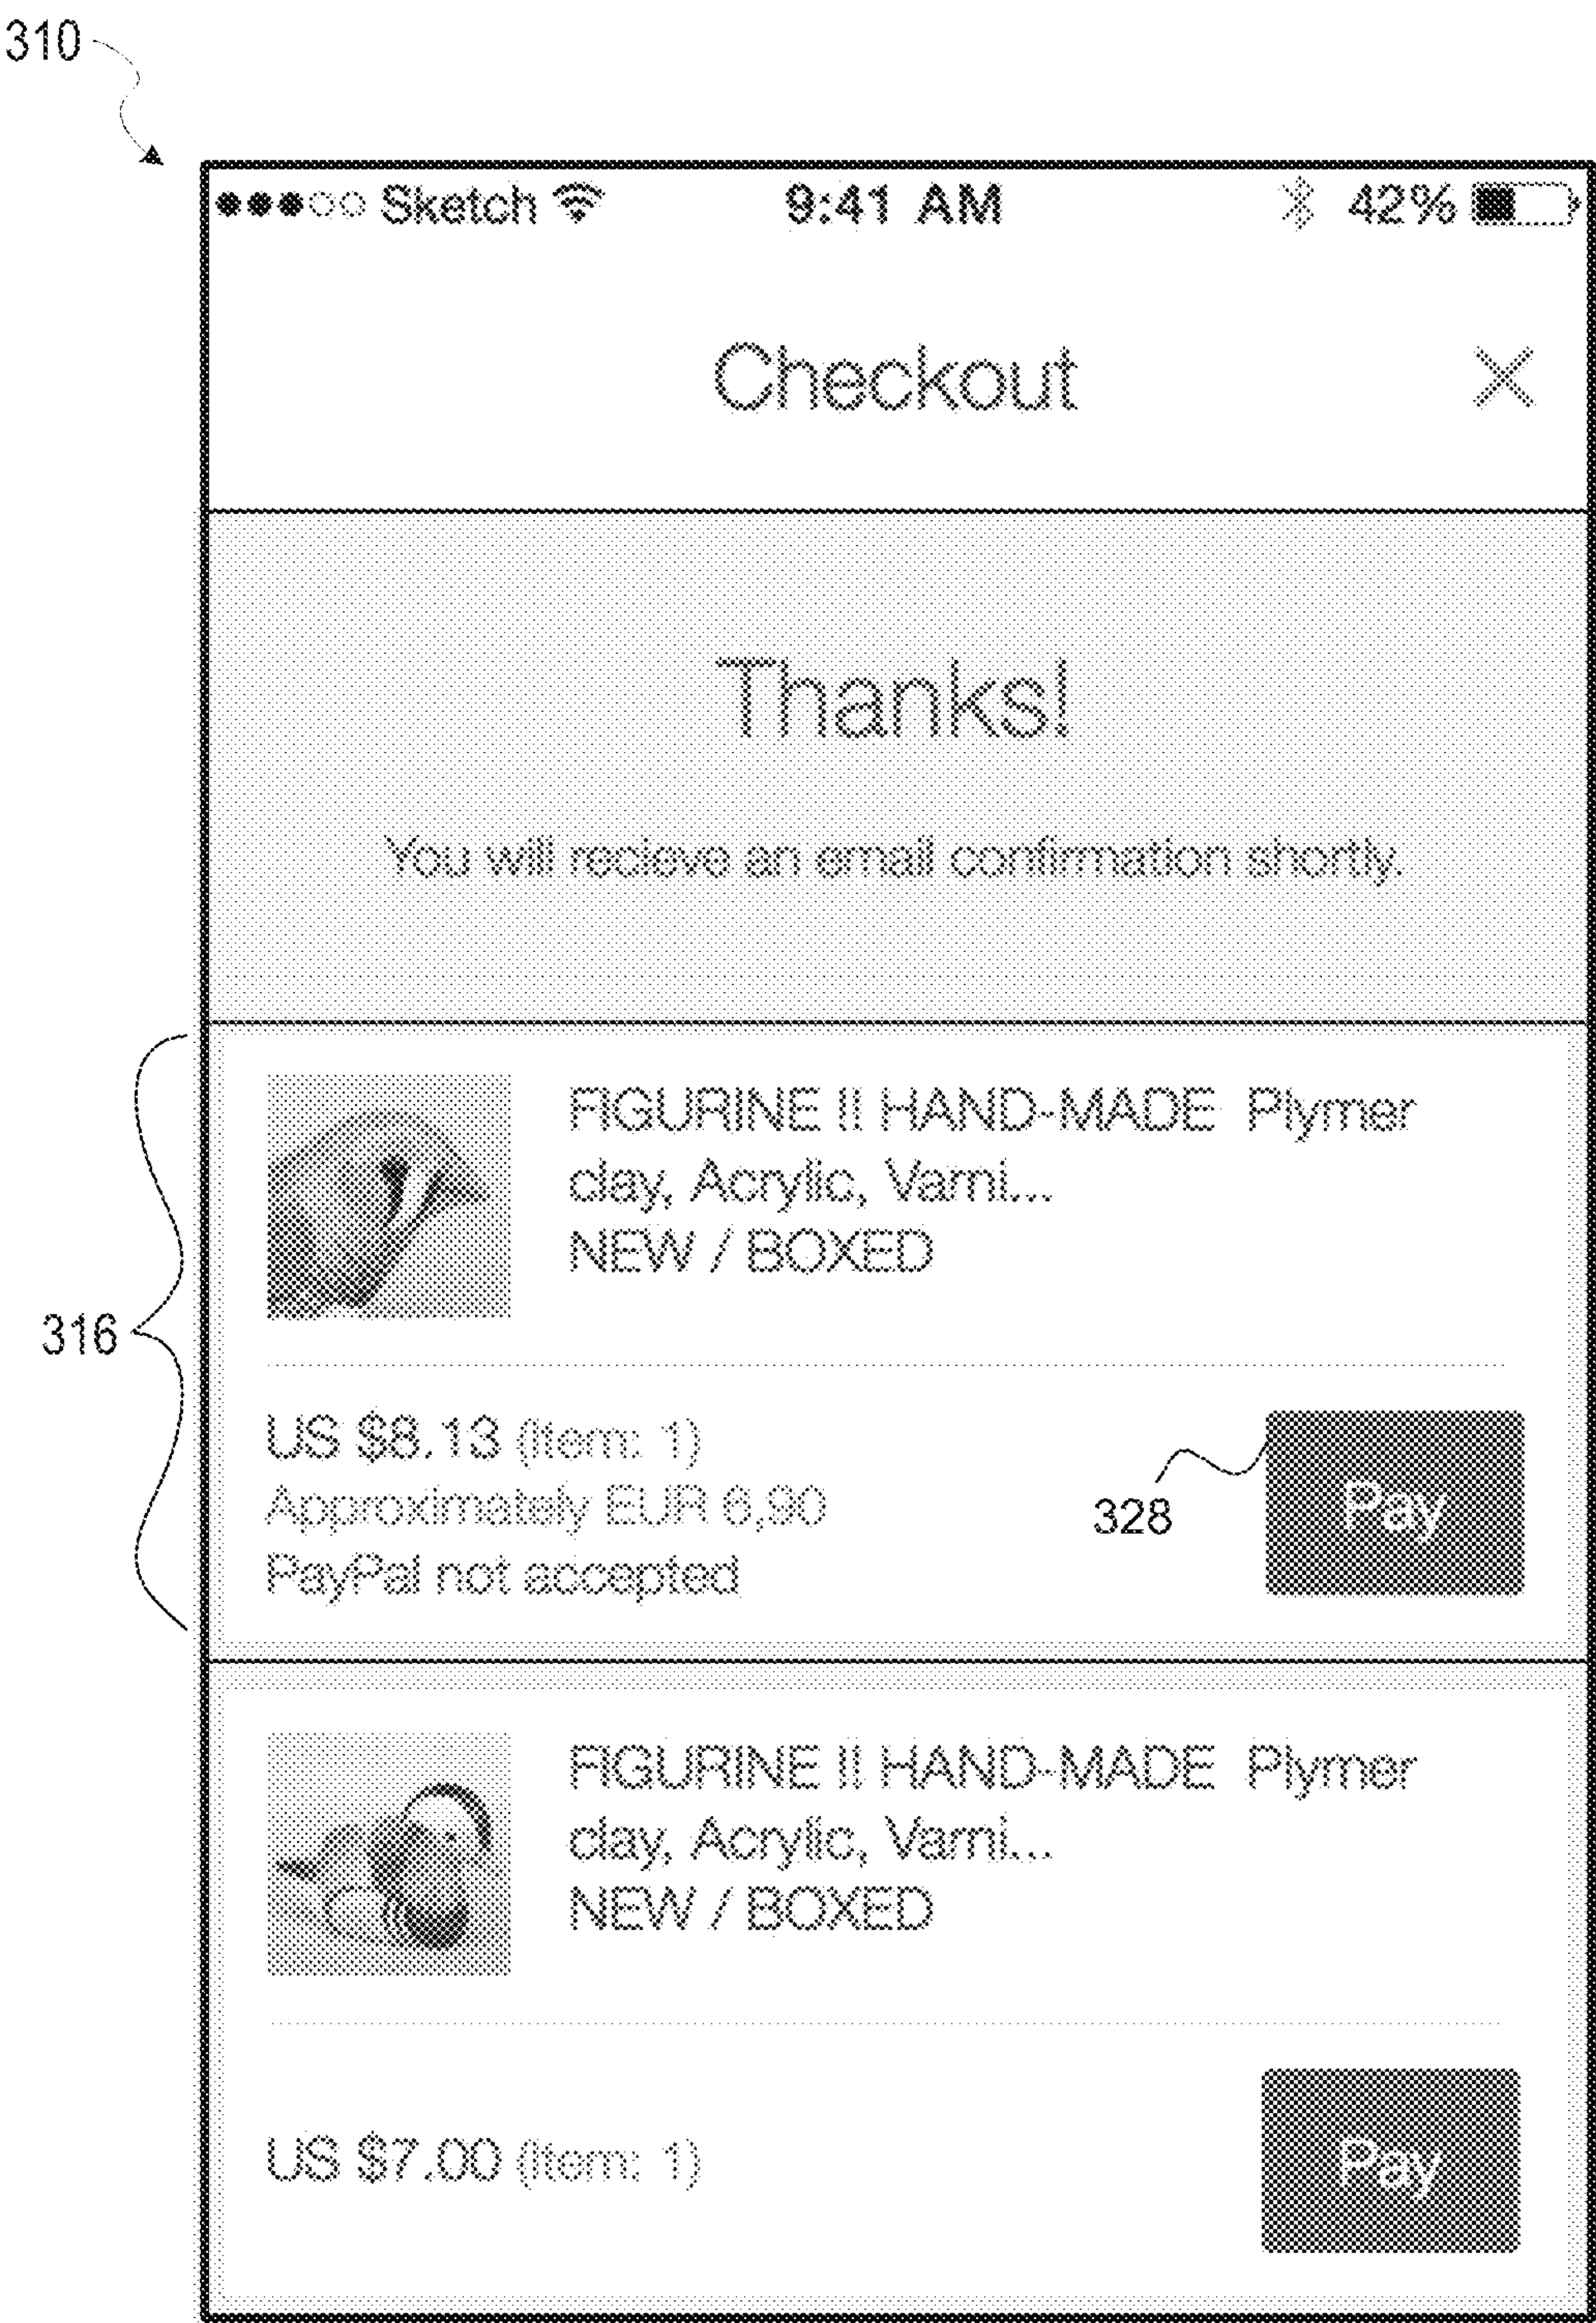 310
Sketch 9:41 AM 42%
Checkout
Thanks!
You will recieve an email confirmation shortly.
FIGURINE II HAND-MADE Plymer
clay, Acrylic, Varni...
NEW / BOXED
316
US $8.13 (item: 1)
Approximately EUR 6,90
PayPal not accepted
328
Pay
FIGURINE II HAND-MADE Plymer
clay, Acrylic, Varni...
NEW / BOXED
US $7.00 (item: 1)
Pay